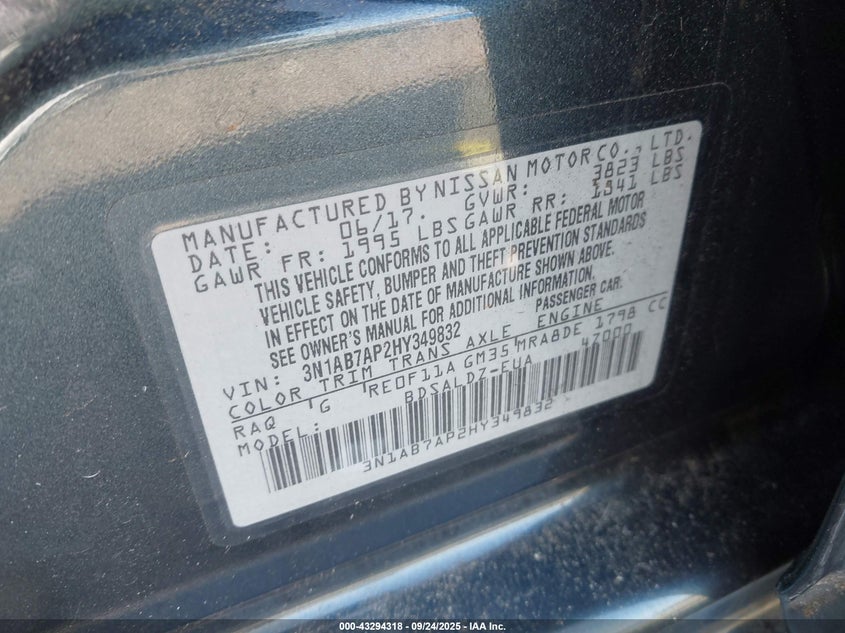 MANUFACTURED BY NISSAN MOTOR CO., LTD.
DATE: 06/17. GVWR: 3823 LBS
GAWR FR: 1995 LBS GAWR RR: 1941 LBS
THIS VEHICLE CONFORMS TO ALL APPLICABLE FEDERAL MOTOR
VEHICLE SAFETY, BUMPER AND THEFT PREVENTION STANDARDS
IN EFFECT ON THE DATE OF MANUFACTURE SHOWN ABOVE.
SEE OWNER'S MANUAL FOR ADDITIONAL INFORMATION.
VIN: 3N1AB7AP2HY349832 PASSENGER CAR.
COLOR TRIM TRANS AXLE ENGINE
RAQ G RE0F11A GM35 MRA8DE 1798 CC
MODEL: BDSALDZ-EUA 47000
3N1AB7AP2HY349832
000-43294318 - 09/24/2025 - IAA Inc.